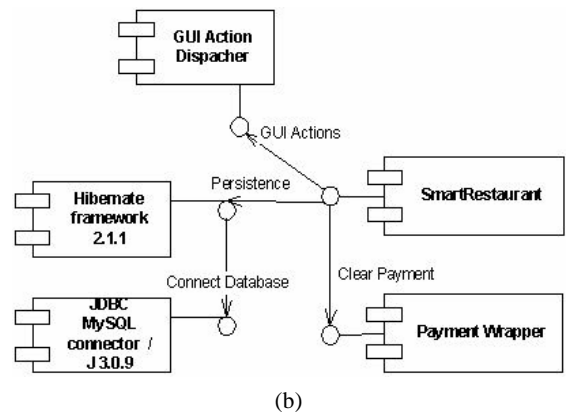 GUI Action
Dispacher
GUI Actions
Persistence
Hibernate
framework
2.1.1
SmartRestaurant
Connect Database
Clear Payment
JDBC
MySQL
connector /
J 3.0.9
Payment Wrapper
(b)